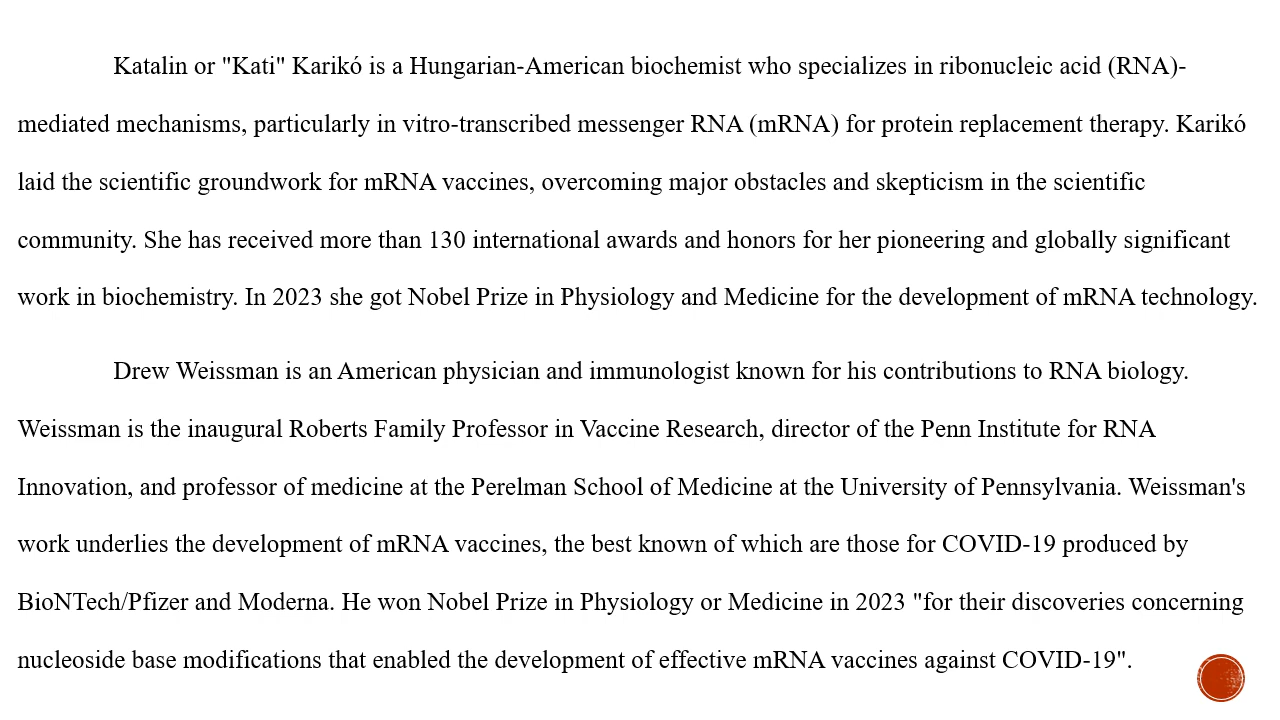 Katalin or "Kati" Karikó is a Hungarian-American biochemist who specializes in ribonucleic acid (RNA)-
mediated mechanisms, particularly in vitro-transcribed messenger RNA (mRNA) for protein replacement therapy. Karikó
laid the scientific groundwork for mRNA vaccines, overcoming major obstacles and skepticism in the scientific
community. She has received more than 130 international awards and honors for her pioneering and globally significant
work in biochemistry. In 2023 she got Nobel Prize in Physiology and Medicine for the development of mRNA technology.
Drew Weissman is an American physician and immunologist known for his contributions to RNA biology.
Weissman is the inaugural Roberts Family Professor in Vaccine Research, director of the Penn Institute for RNA
Innovation, and professor of medicine at the Perelman School of Medicine at the University of Pennsylvania. Weissman's
work underlies the development of mRNA vaccines, the best known of which are those for COVID-19 produced by
BioNTech/Pfizer and Moderna. He won Nobel Prize in Physiology or Medicine in 2023 "for their discoveries concerning
nucleoside base modifications that enabled the development of effective mRNA vaccines against COVID-19".